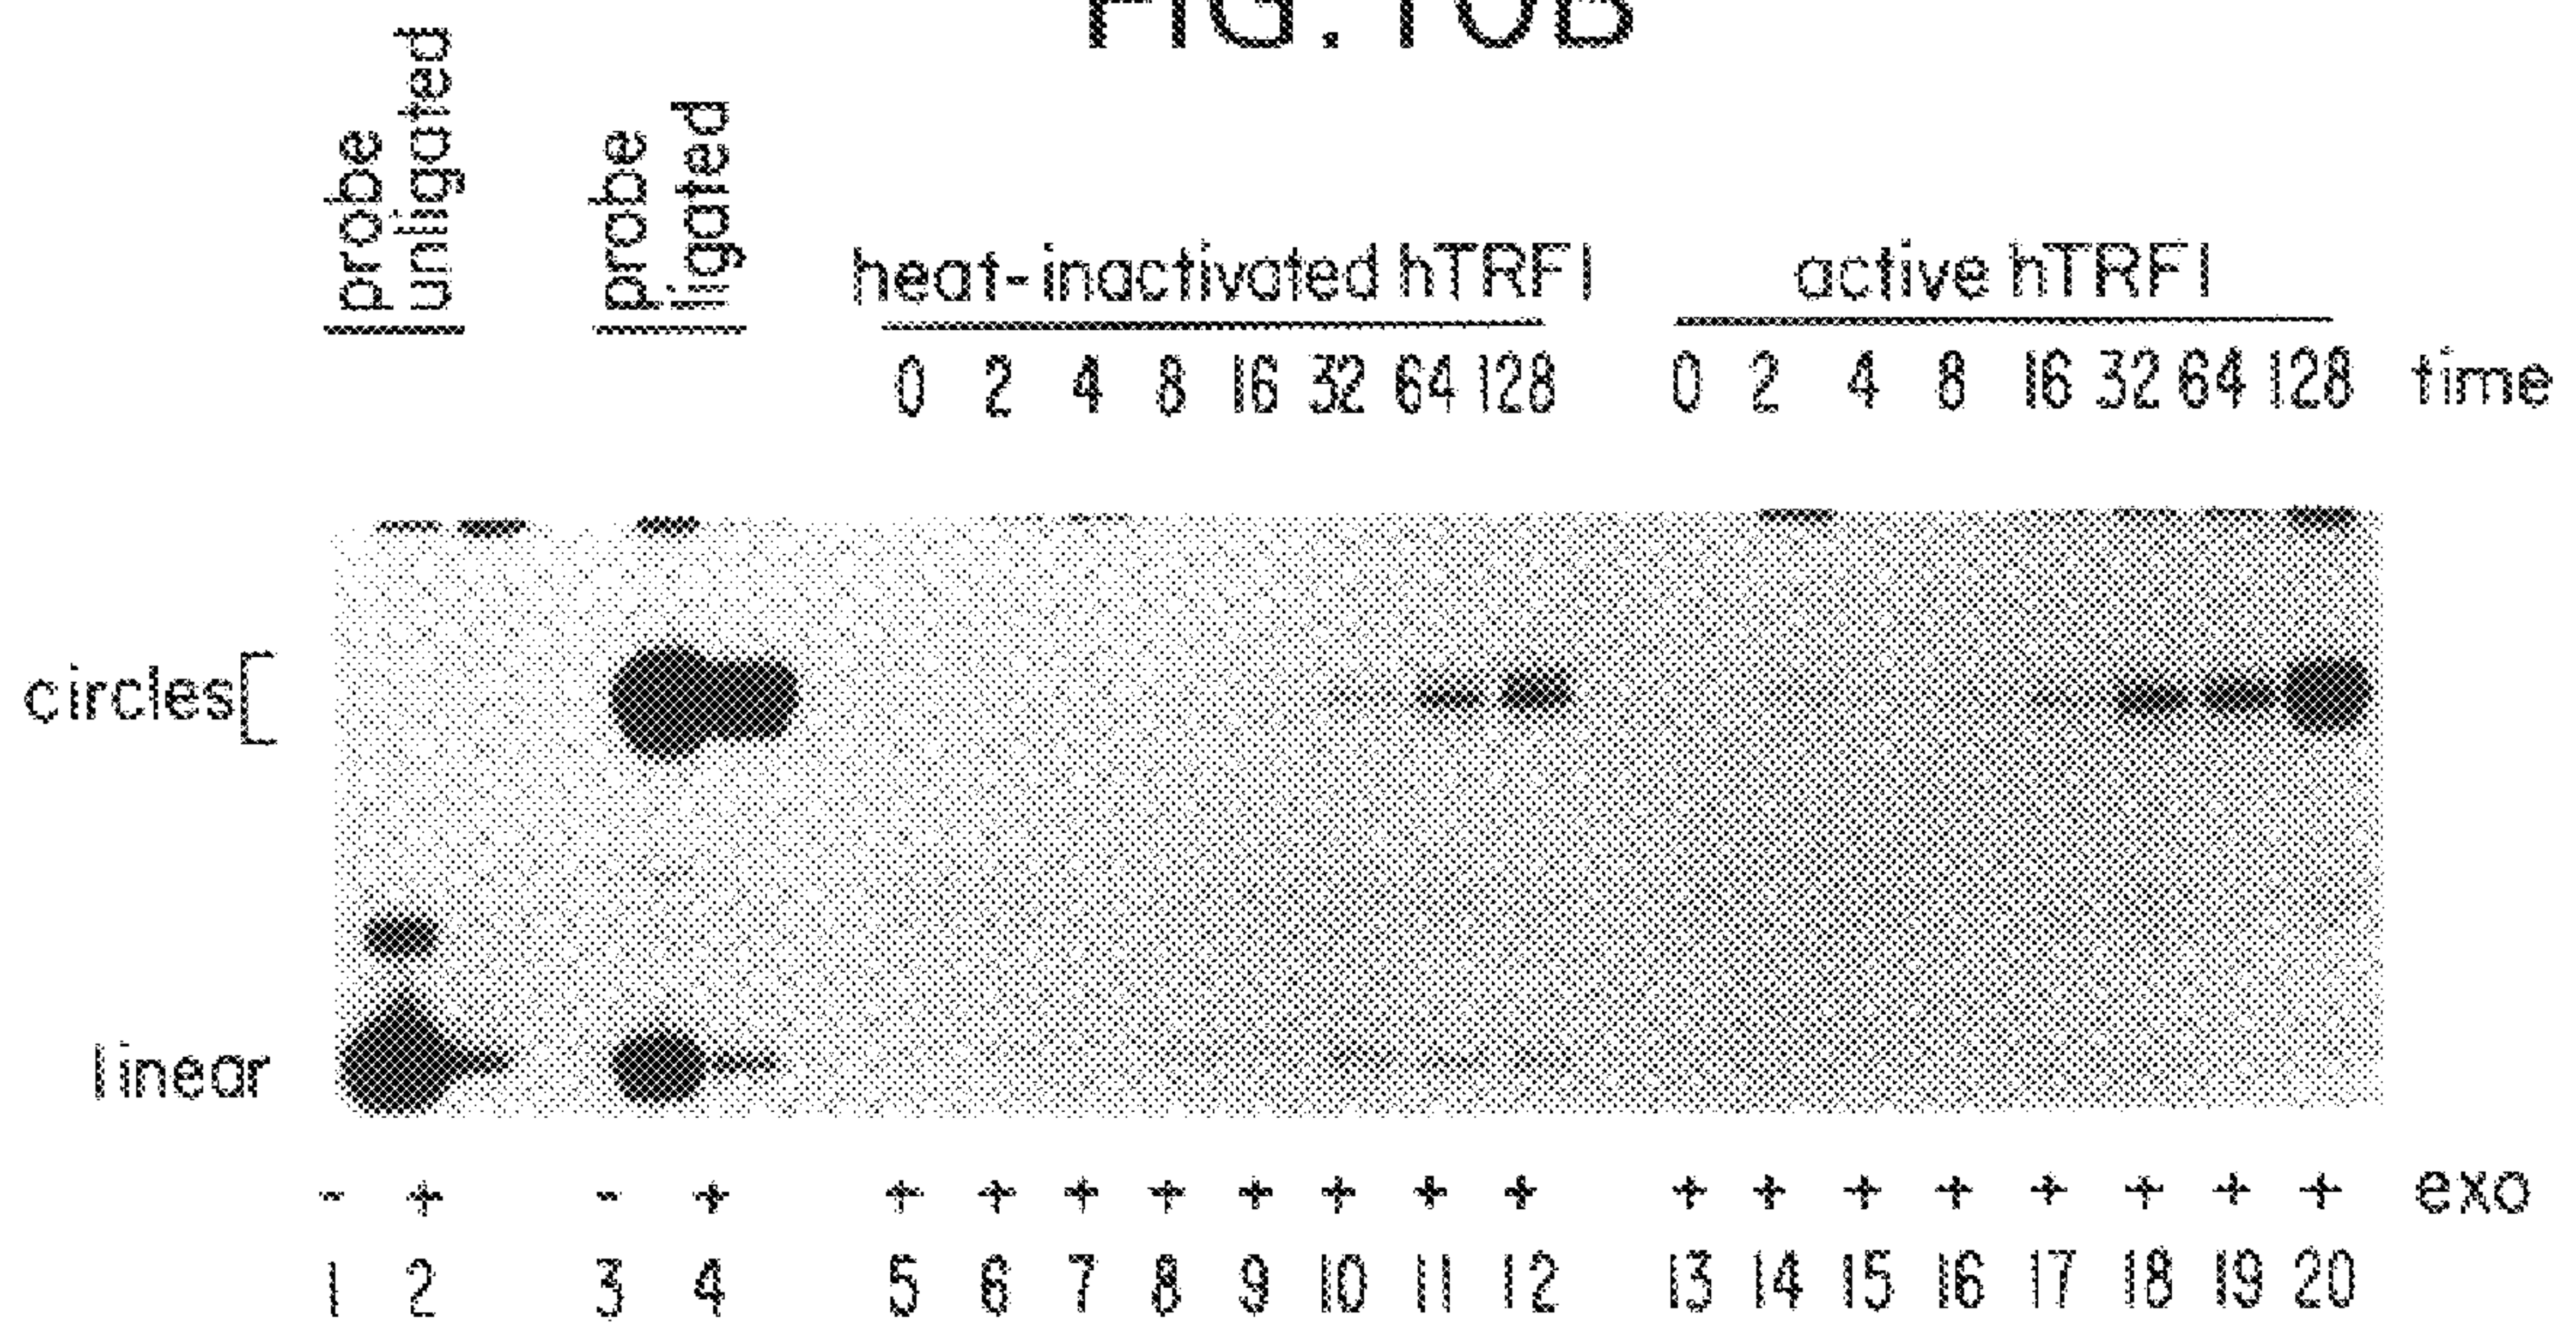 FIG. 10B
probe unligated
probe ligated
heat-inactivated hTRF1
active hTRF1
0 2 4 8 16 32 64 128 0 2 4 8 16 32 64 128 time
circles
linear
- + - + + + + + + + + + + + + + + + + + exo
1 2 3 4 5 6 7 8 9 10 11 12 13 14 15 16 17 18 19 20